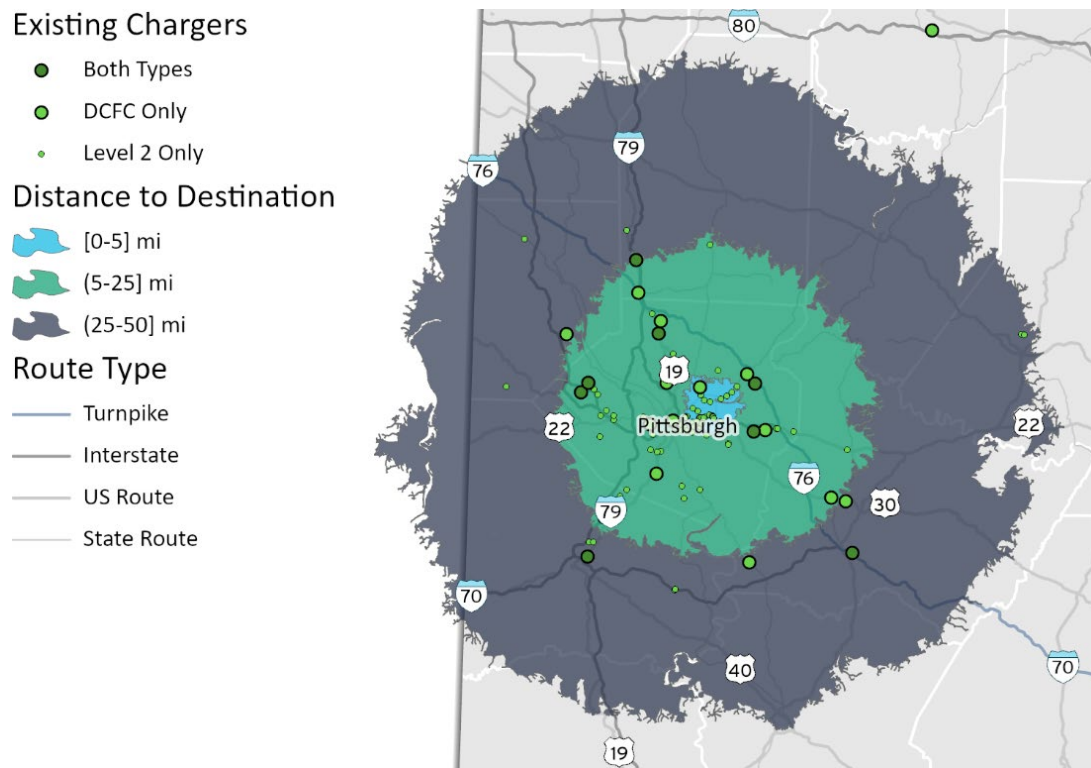 Existing Chargers
Both Types
DCFC Only
Level 2 Only
Distance to Destination
[0-5] mi
(5-25] mi
(25-50] mi
Route Type
Turnpike
Interstate
US Route
State Route
80
79
76
19
22
Pittsburgh
22
76
30
79
70
40
70
19